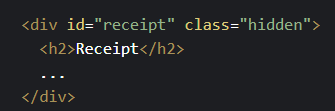 <div id="receipt" class="hidden">
<h2>Receipt</h2>
...
</div>